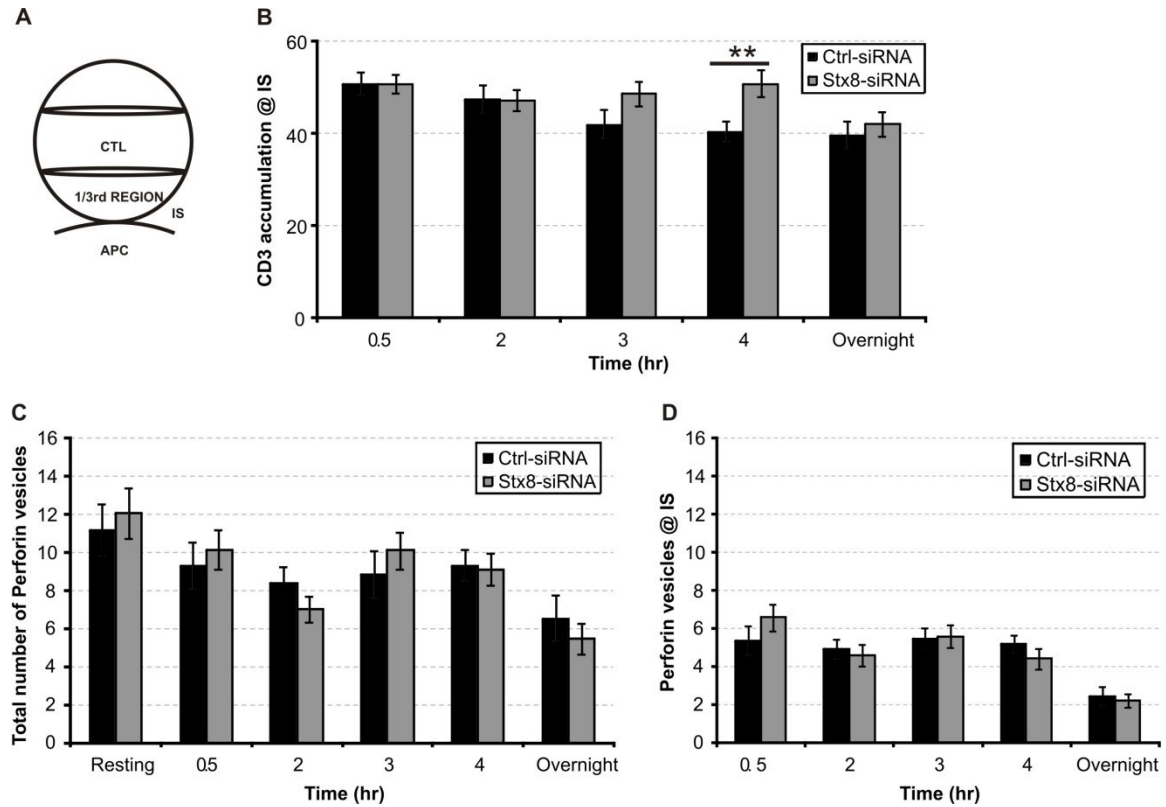 A
CTL
1/3rd REGION
IS
APC
B
CD3 accumulation @ IS
60
40
20
0
Ctrl-siRNA
Stx8-siRNA
**
0.5
2
3
4
Overnight
Time (hr)
C
Total number of Perforin vesicles
16
14
12
10
8
6
4
2
0
Ctrl-siRNA
Stx8-siRNA
Resting
0.5
2
3
4
Overnight
Time (hr)
D
Perforin vesicles @ IS
16
14
12
10
8
6
4
2
0
Ctrl-siRNA
Stx8-siRNA
0. 5
2
3
4
Overnight
Time (hr)